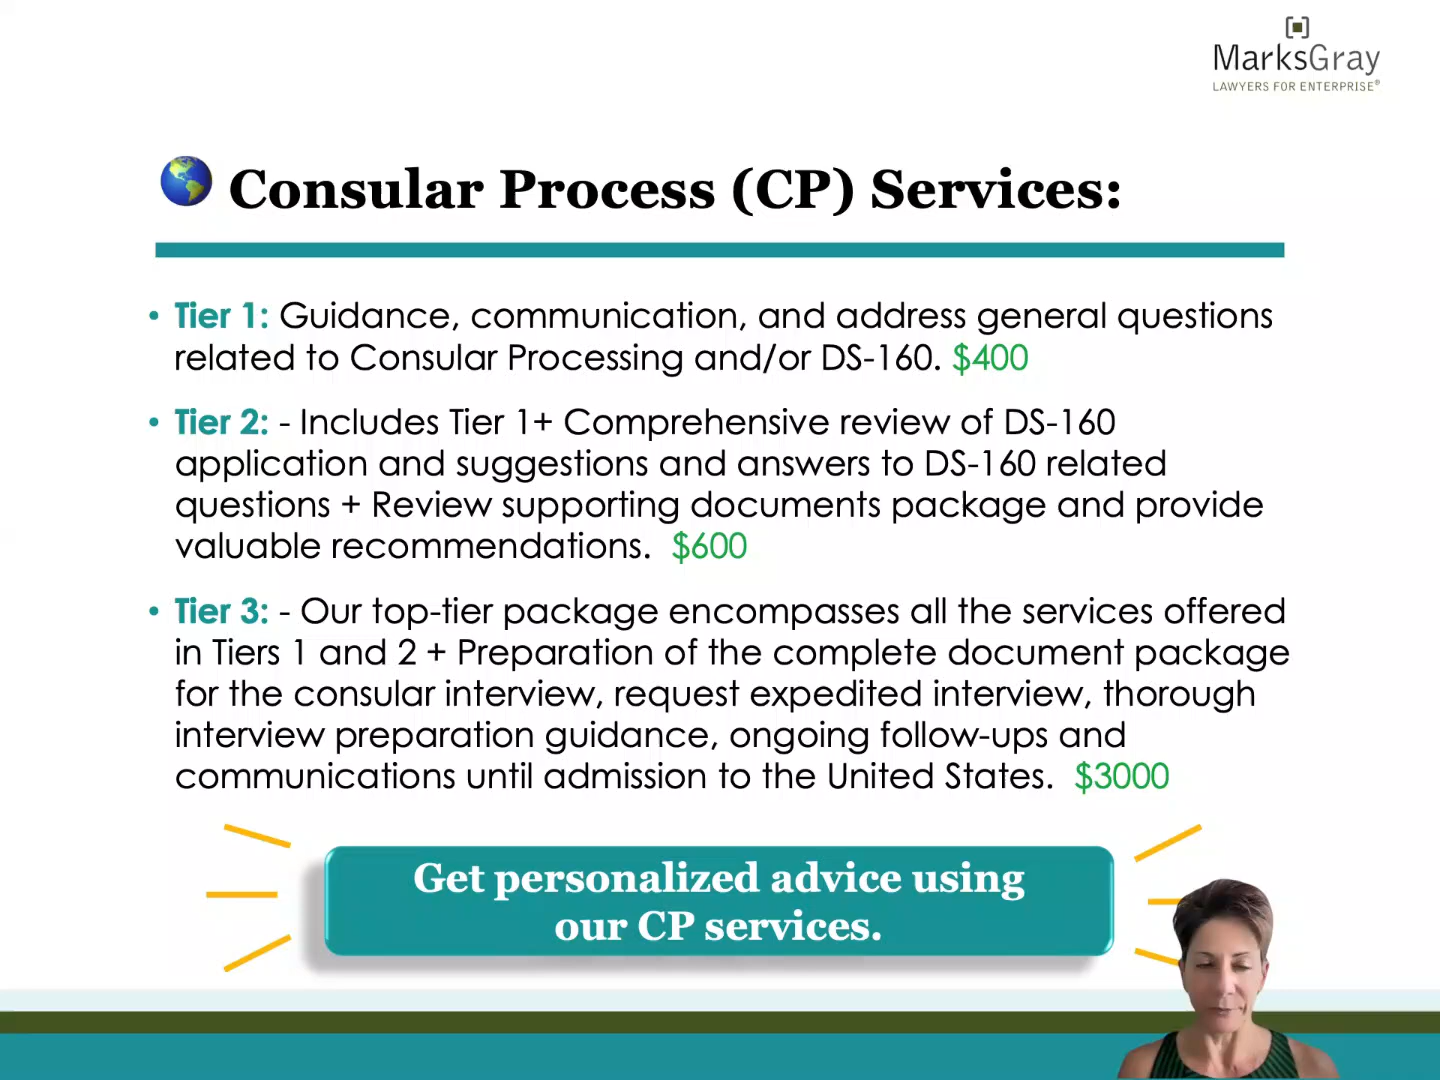 MarksGray
LAWYERS FOR ENTERPRISE®
Consular Process (CP) Services:
• Tier 1: Guidance, communication, and address general questions
related to Consular Processing and/or DS-160. $400
• Tier 2: - Includes Tier 1+ Comprehensive review of DS-160
application and suggestions and answers to DS-160 related
questions + Review supporting documents package and provide
valuable recommendations. $600
• Tier 3: - Our top-tier package encompasses all the services offered
in Tiers 1 and 2 + Preparation of the complete document package
for the consular interview, request expedited interview, thorough
interview preparation guidance, ongoing follow-ups and
communications until admission to the United States. $3000
Get personalized advice using
our CP services.